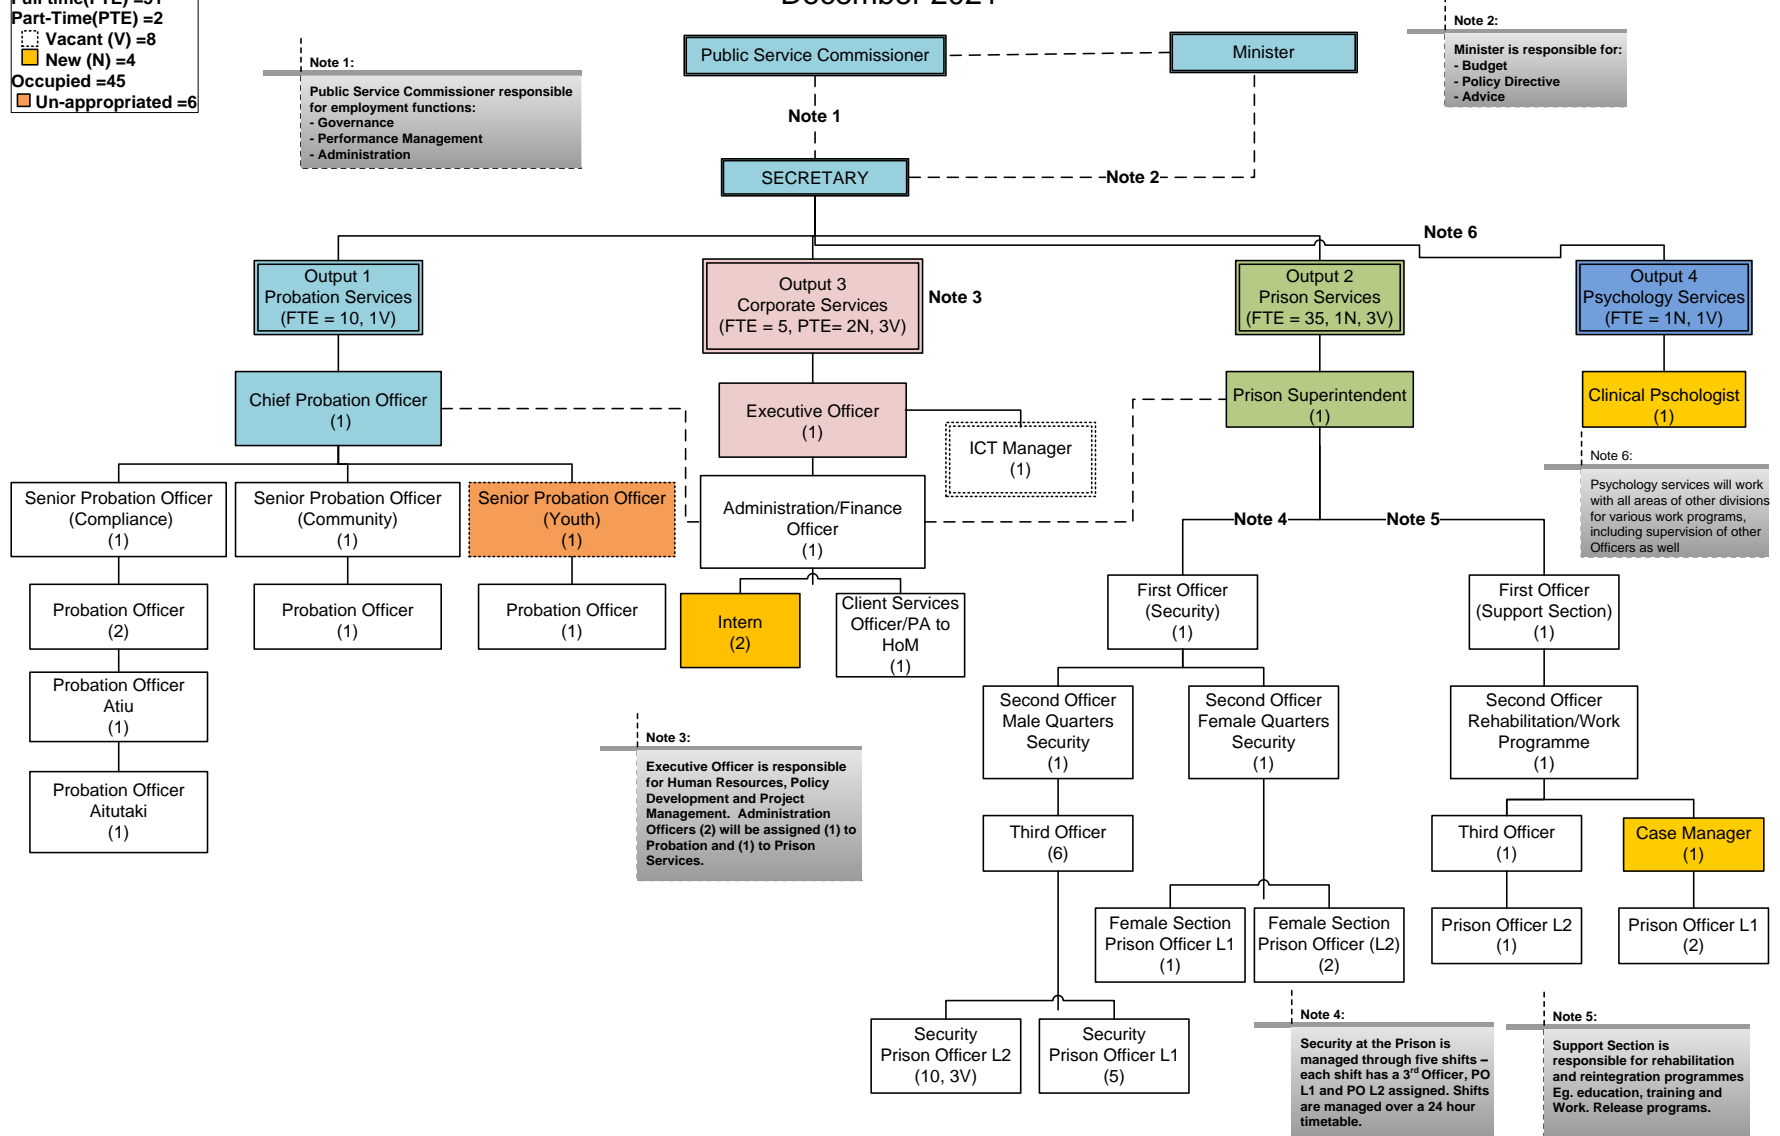 Part-Time(PTE) =2
Vacant (V) =8
New (N) =4
Occupied =45
Un-appropriated =6
Note 1:
Public Service Commissioner responsible
for employment functions:
- Governance
- Performance Management
- Administration
Public Service Commissioner
Minister
Note 2:
Minister is responsible for:
- Budget
- Policy Directive
- Advice
Note 1
SECRETARY
Note 2
Note 6
Output 1
Probation Services
(FTE = 10, 1V)
Output 3
Corporate Services
(FTE = 5, PTE= 2N, 3V)
Note 3
Output 2
Prison Services
(FTE = 35, 1N, 3V)
Output 4
Psychology Services
(FTE = 1N, 1V)
Chief Probation Officer
(1)
Executive Officer
(1)
ICT Manager
(1)
Prison Superintendent
(1)
Clinical Pschologist
(1)
Note 6:
Psychology services will work
with all areas of other divisions
for various work programs,
including supervision of other
Officers as well
Senior Probation Officer
(Compliance)
(1)
Senior Probation Officer
(Community)
(1)
Senior Probation Officer
(Youth)
(1)
Administration/Finance
Officer
(1)
Note 4
Note 5
Probation Officer
(2)
Probation Officer
(1)
Probation Officer
(1)
Intern
(2)
Client Services
Officer/PA to
HoM
(1)
First Officer
(Security)
(1)
First Officer
(Support Section)
(1)
Probation Officer
Atiu
(1)
Probation Officer
Aitutaki
(1)
Note 3:
Executive Officer is responsible
for Human Resources, Policy
Development and Project
Management. Administration
Officers (2) will be assigned (1) to
Probation and (1) to Prison
Services.
Second Officer
Male Quarters
Security
(1)
Second Officer
Female Quarters
Security
(1)
Second Officer
Rehabilitation/Work
Programme
(1)
Third Officer
(6)
Third Officer
(1)
Case Manager
(1)
Female Section
Prison Officer L1
(1)
Female Section
Prison Officer (L2)
(2)
Prison Officer L2
(1)
Prison Officer L1
(2)
Security
Prison Officer L2
(10, 3V)
Security
Prison Officer L1
(5)
Note 4:
Security at the Prison is
managed through five shifts –
each shift has a 3rd Officer, PO
L1 and PO L2 assigned. Shifts
are managed over a 24 hour
timetable.
Note 5:
Support Section is
responsible for rehabilitation
and reintegration programmes
Eg. education, training and
Work. Release programs.